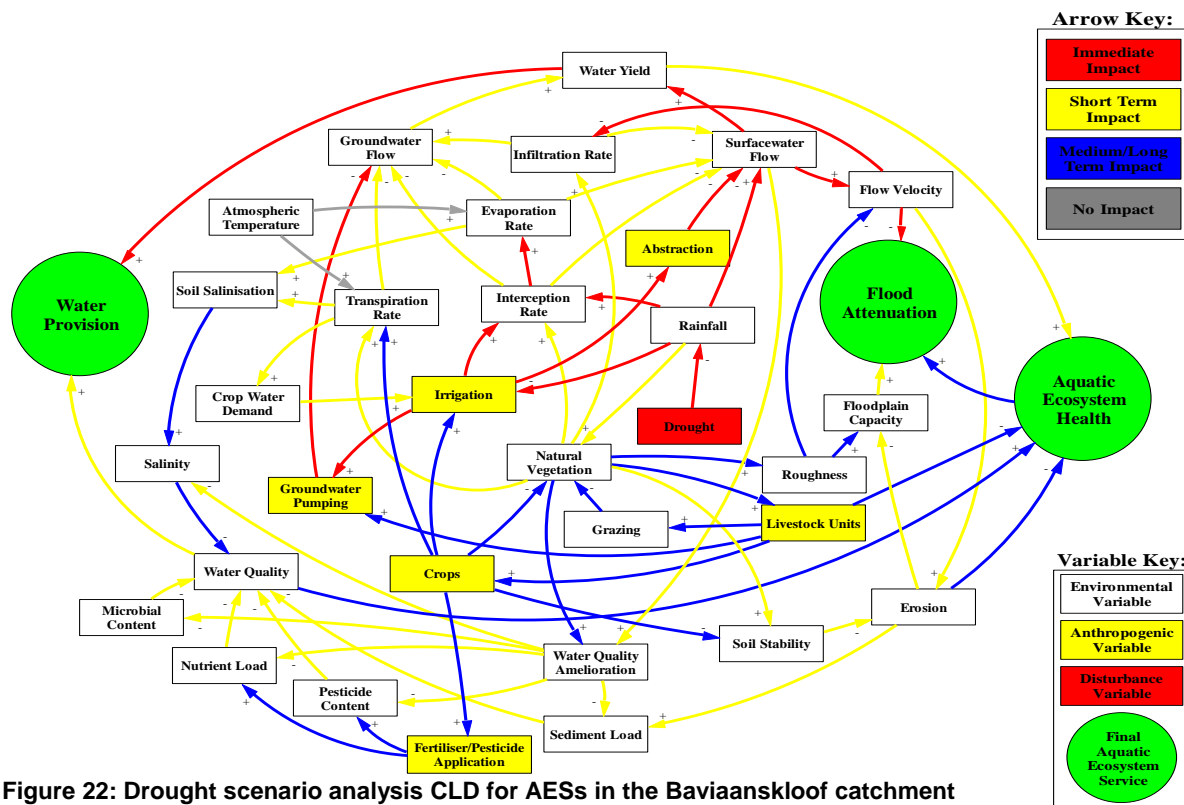 Arrow Key:
Immediate
Impact
Short Term
Impact
Medium/Long
Term Impact
No Impact
Water Yield
Groundwater
Flow
Infiltration Rate
Surfacewater
Flow
Flow Velocity
Atmospheric
Temperature
Evaporation
Rate
Abstraction
Water
Provision
Soil Salinisation
Transpiration
Rate
Interception
Rate
Rainfall
Flood
Attenuation
Crop Water
Demand
Irrigation
Drought
Floodplain
Capacity
Aquatic
Ecosystem
Health
Salinity
Groundwater
Pumping
Natural
Vegetation
Roughness
Grazing
Livestock Units
Water Quality
Crops
Erosion
Microbial
Content
Soil Stability
Nutrient Load
Water Quality
Amelioration
Pesticide
Content
Sediment Load
Fertiliser/Pesticide
Application
Variable Key:
Environmental
Variable
Anthropogenic
Variable
Disturbance
Variable
Final
Aquatic
Ecosystem
Service
Figure 22: Drought scenario analysis CLD for AESs in the Baviaanskloof catchment